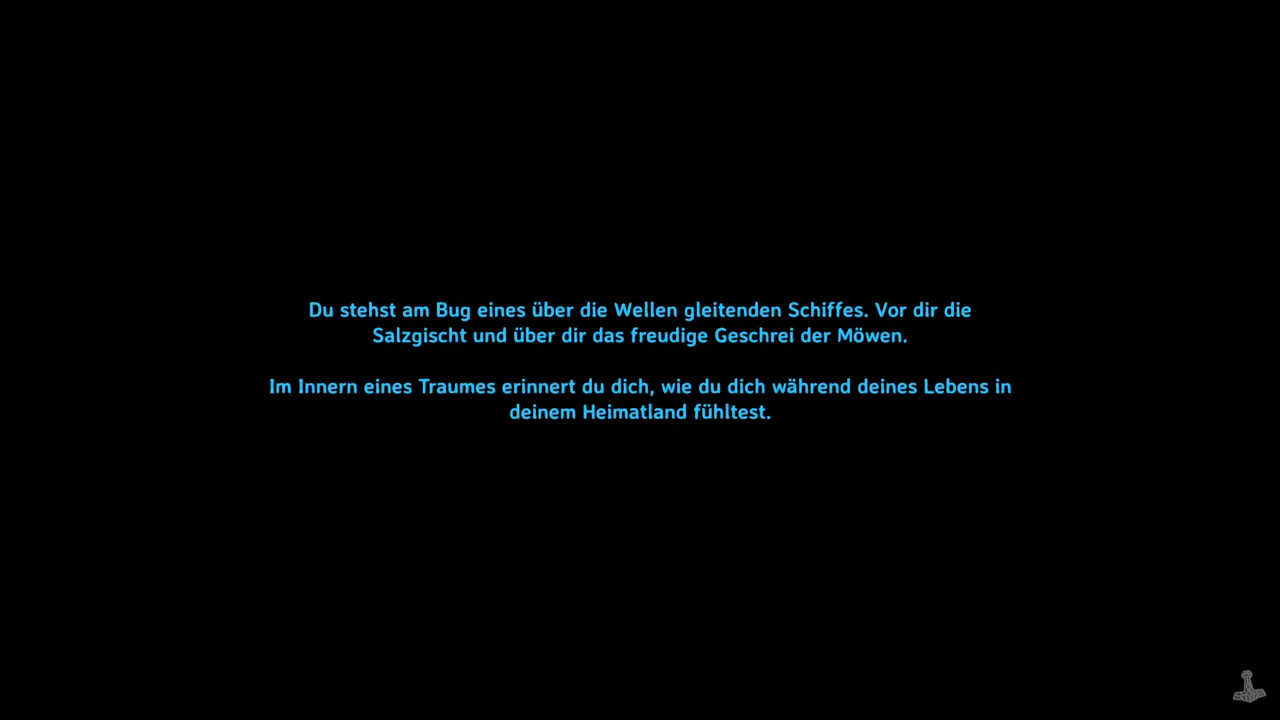 Du stehst am Bug eines über die Wellen gleitenden Schiffes. Vor dir die
Salzgischt und über dir das freudige Geschrei der Möwen.
Im Innern eines Traumes erinnert du dich, wie du dich während deines Lebens in
deinem Heimatland fühltest.